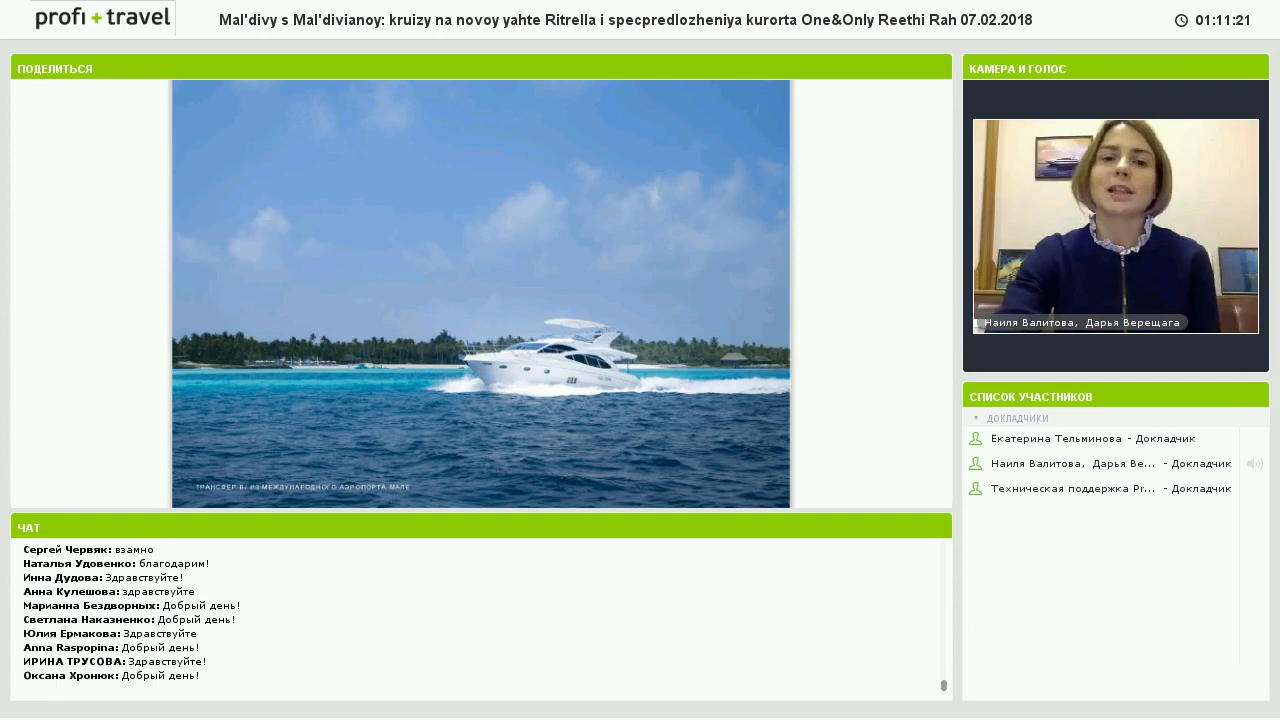 profi + travel
Mal'divy s Mal'divianoy: kruizy na novoy yahte Ritrella i specpredlozheniya kurorta One&Only Reethi Rah 07.02.2018
01:11:21
ПОДЕЛИТЬСЯ
ТРАНСФЕР В/ ИЗ МЕЖДУНАРОДНОГО АЭРОПОРТА МАЛЕ
ЧАТ
Сергей Червяк: взамно
Наталья Удовенко: благодарим!
Инна Дудова: Здравствуйте!
Анна Кулешова: здравствуйте
Марианна Бездворных: Добрый день!
Светлана Наказненко: Добрый день!
Юлия Ермакова: Здравствуйте
Anna Raspopina: Добрый день!
ИРИНА ТРУСОВА: Здравствуйте!
Оксана Хронюк: Добрый день!
КАМЕРА И ГОЛОС
Наиля Валитова, Дарья Верещага
СПИСОК УЧАСТНИКОВ
ДОКЛАДЧИКИ
Екатерина Тельминова - Докладчик
Наиля Валитова, Дарья Ве... - Докладчик
Техническая поддержка Pr... - Докладчик